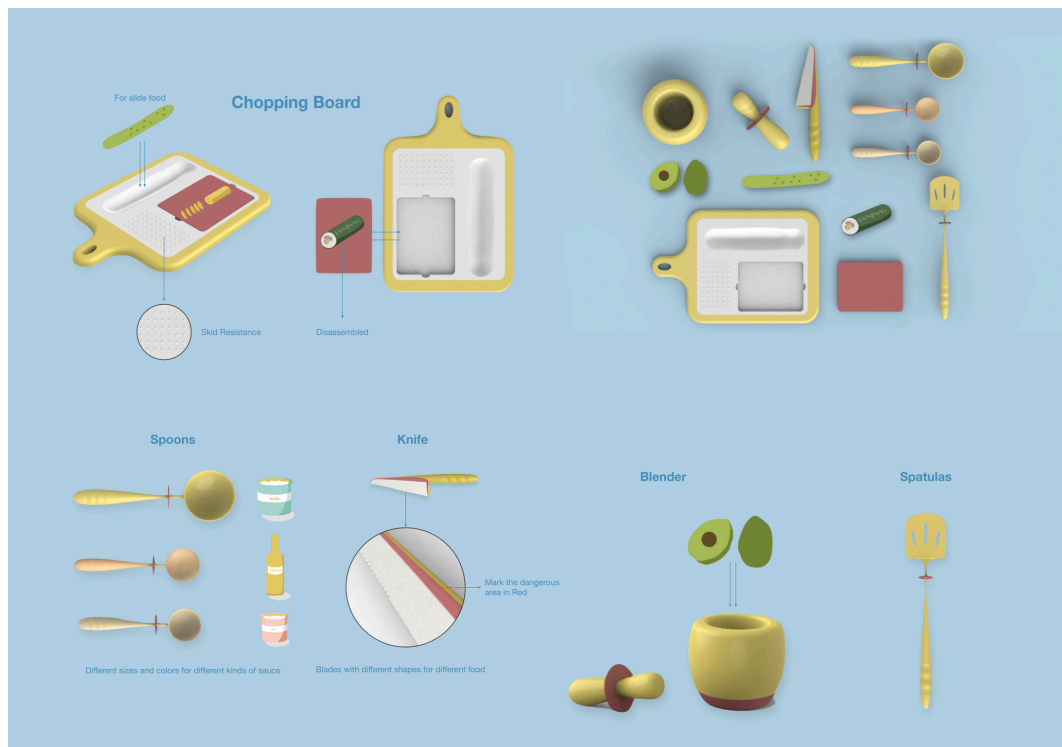 For slide food
Chopping Board
Skid Resistance
Disassembled
Spoons
Different sizes and colors for different kinds of sauce
Knife
Mark the dangerous
area in Red
Blades with different shapes for different food
Blender
Spatulas